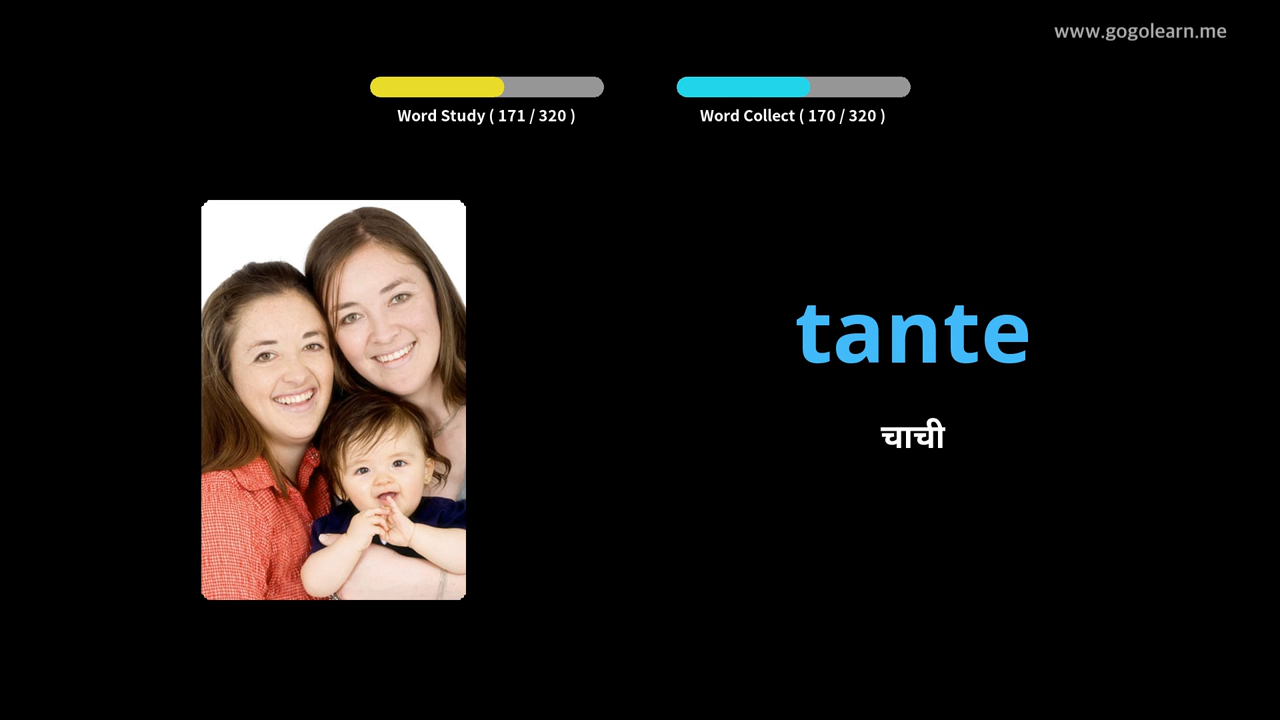 www.gogolearn.me
Word Study ( 171 / 320 )
Word Collect ( 170 / 320 )
tante
चाची